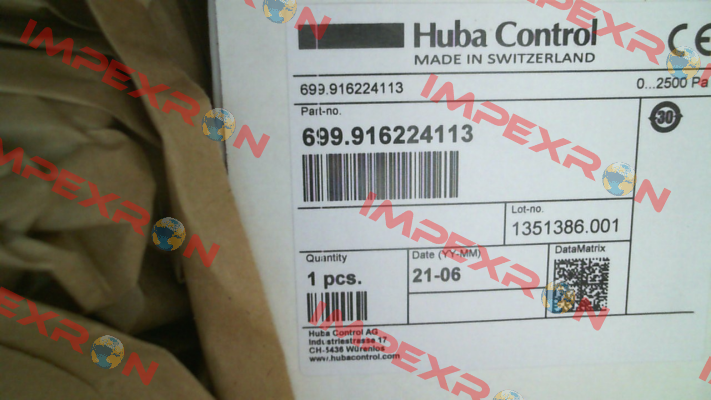 Huba Control
CE
MADE IN SWITZERLAND
699.916224113
0...2500 Pa
Part-no.
699.916224113
30
Lot-no.
1351386.001
Quantity
1 pcs.
Date (YY-MM)
21-06
DataMatrix
Huba Control AG
Industriestrasse 17
CH-5436 Würenlos
www.hubacontrol.com
IMPEXRON
IMPEXRON
IMPEXRON
IMPEXRON
IMPEXRON
IMPEXRON
IMPEXRON
IMPEXRON